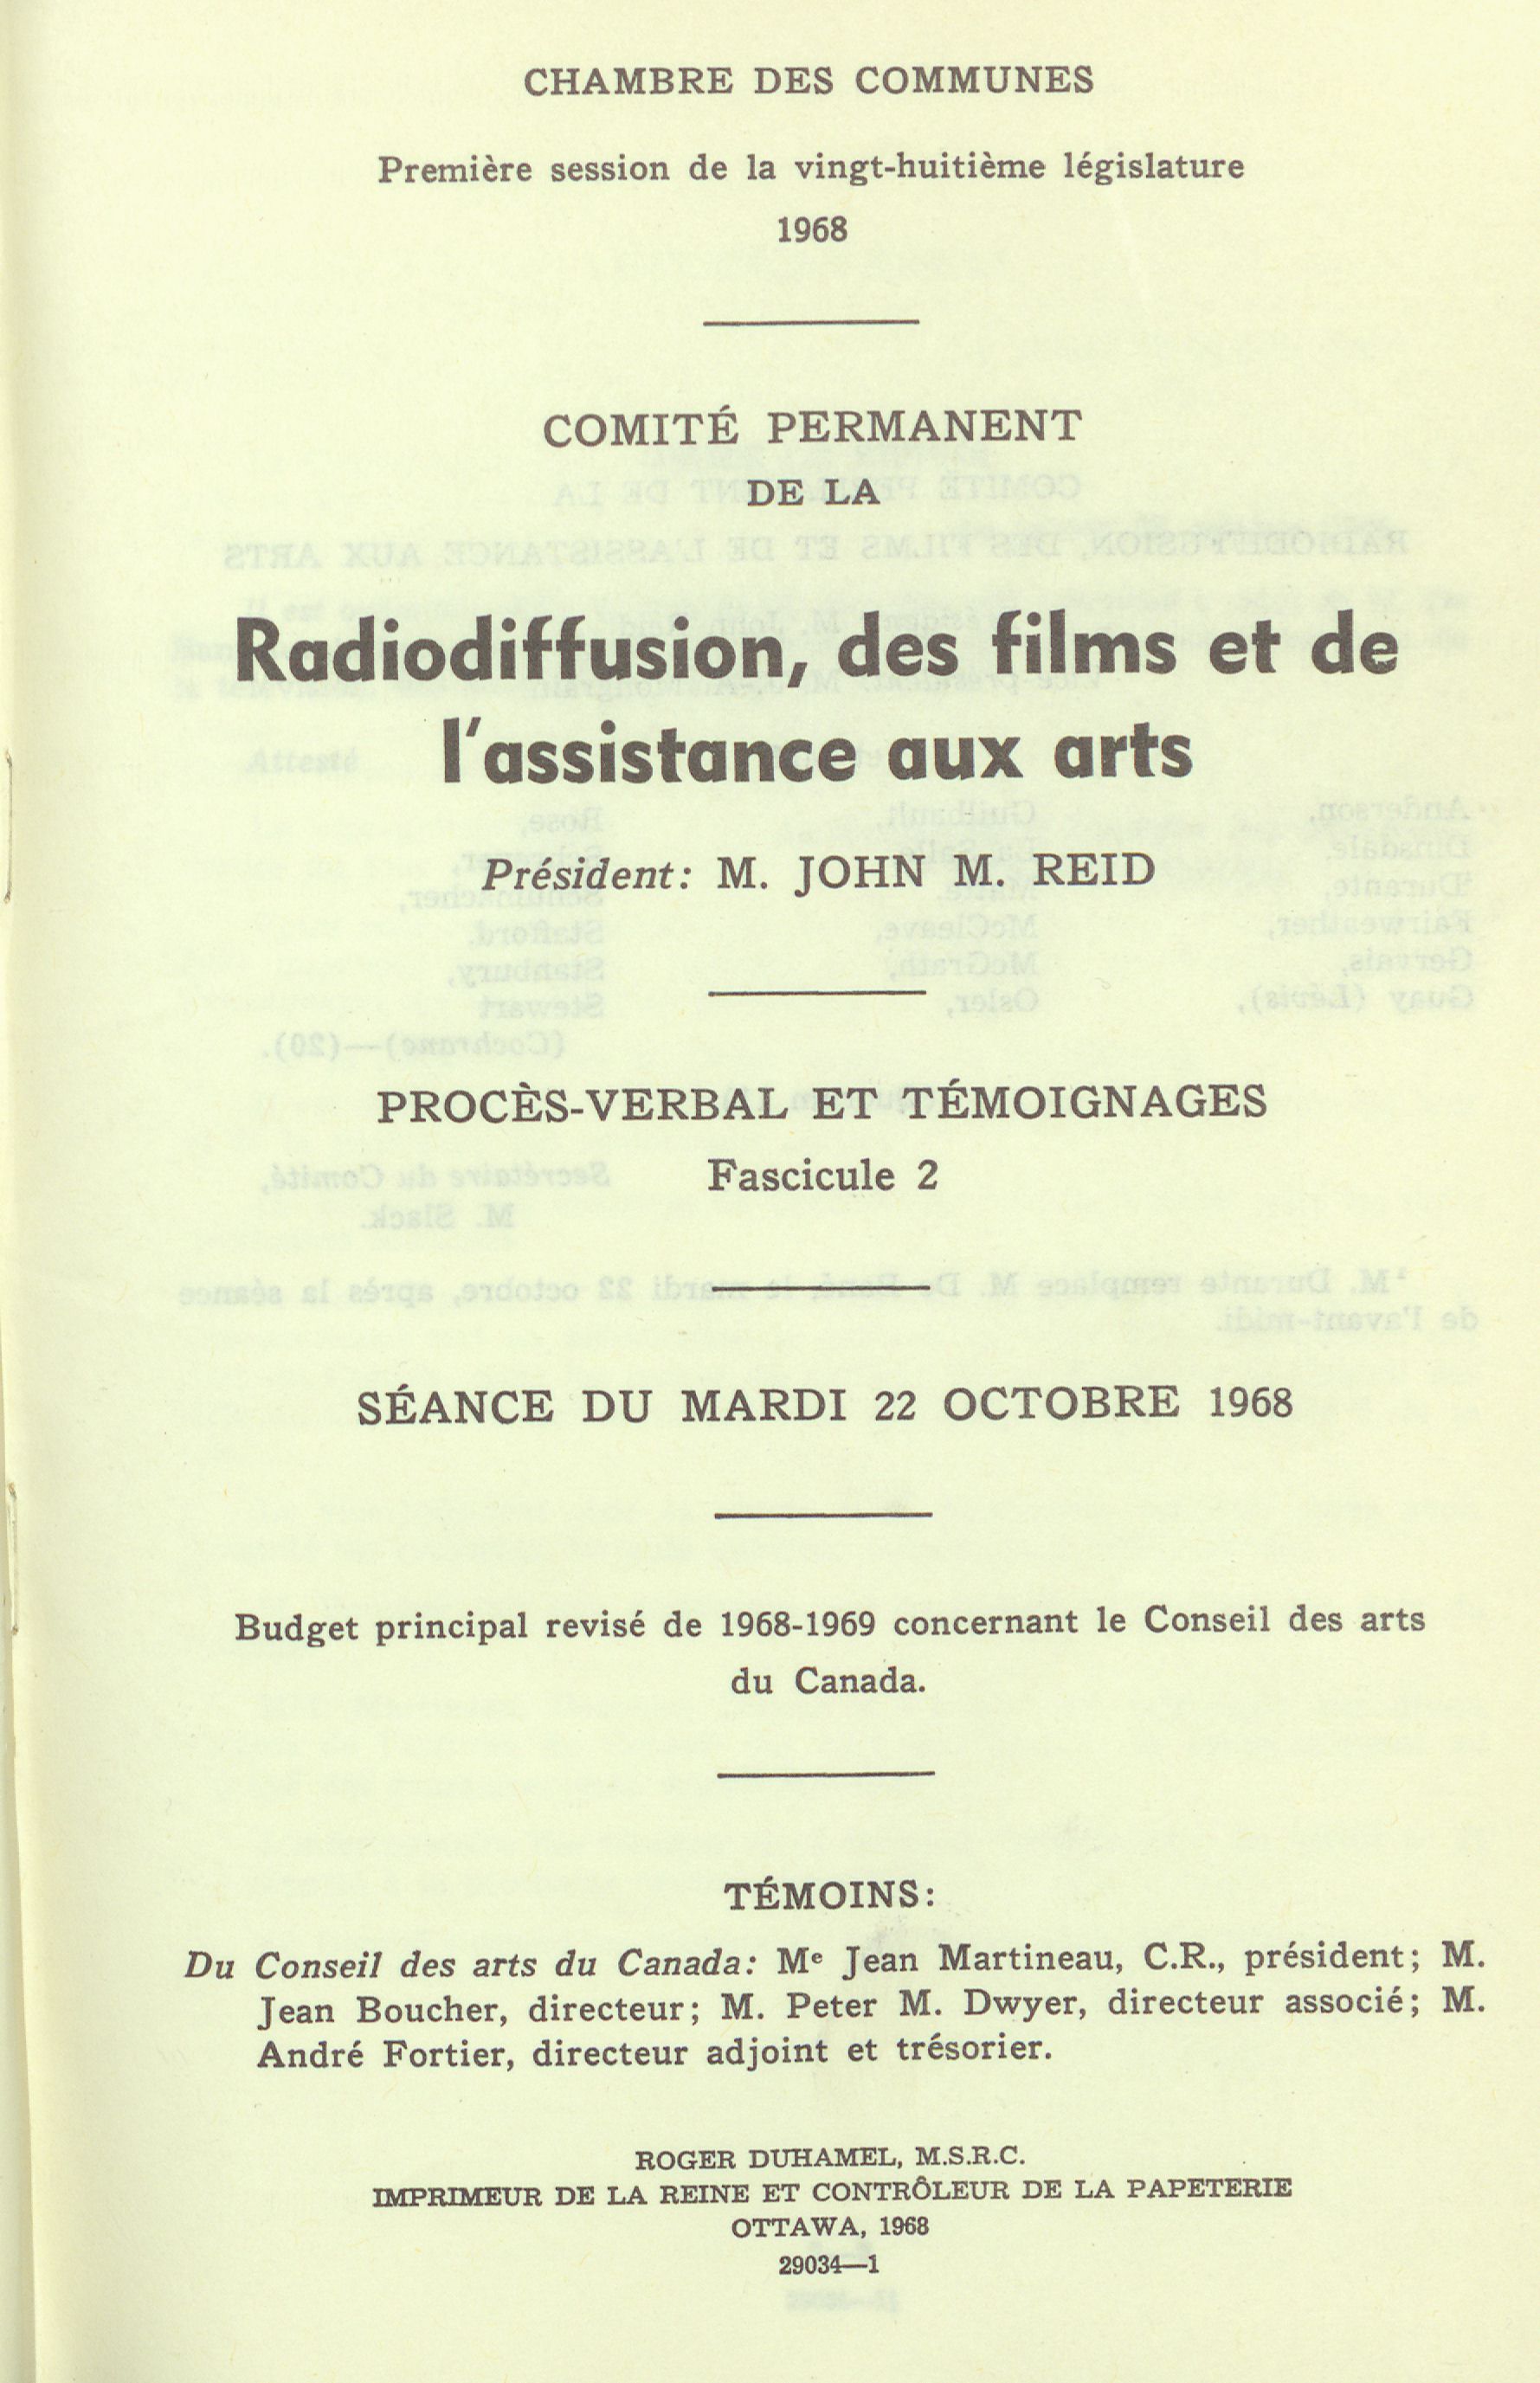 CHAMBRE DES COMMUNES
Première session de la vingt-huitième législature
1968
COMITÉ PERMANENT
DE LA
Radiodiffusion, des films et de
l'assistance aux arts
Président: M. JOHN M. REID
PROCÈS-VERBAL ET TÉMOIGNAGES
Fascicule 2
SÉANCE DU MARDI 22 OCTOBRE 1968
Budget principal revisé de 1968-1969 concernant le Conseil des arts
du Canada.
TÉMOINS:
Du Conseil des arts du Canada: Mᵉ Jean Martineau, C.R., président; M.
Jean Boucher, directeur; M. Peter M. Dwyer, directeur associé; M.
André Fortier, directeur adjoint et trésorier.
ROGER DUHAMEL, M.S.R.C.
IMPRIMEUR DE LA REINE ET CONTRÔLEUR DE LA PAPETERIE
OTTAWA, 1968
29034—1